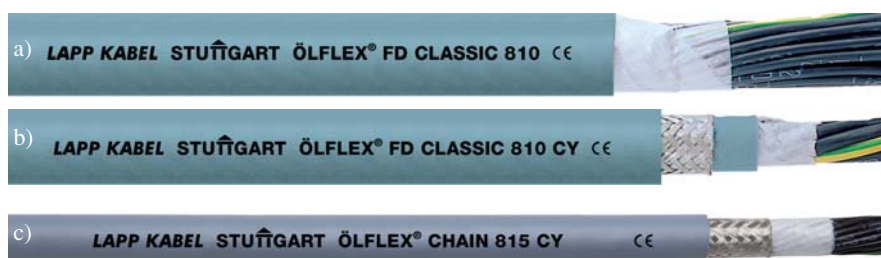 a) LAPP KABEL STUTTGART ÖLFLEX® FD CLASSIC 810 CE
b) LAPP KABEL STUTTGART ÖLFLEX® FD CLASSIC 810 CY CE
c) LAPP KABEL STUTTGART ÖLFLEX® CHAIN 815 CY CE